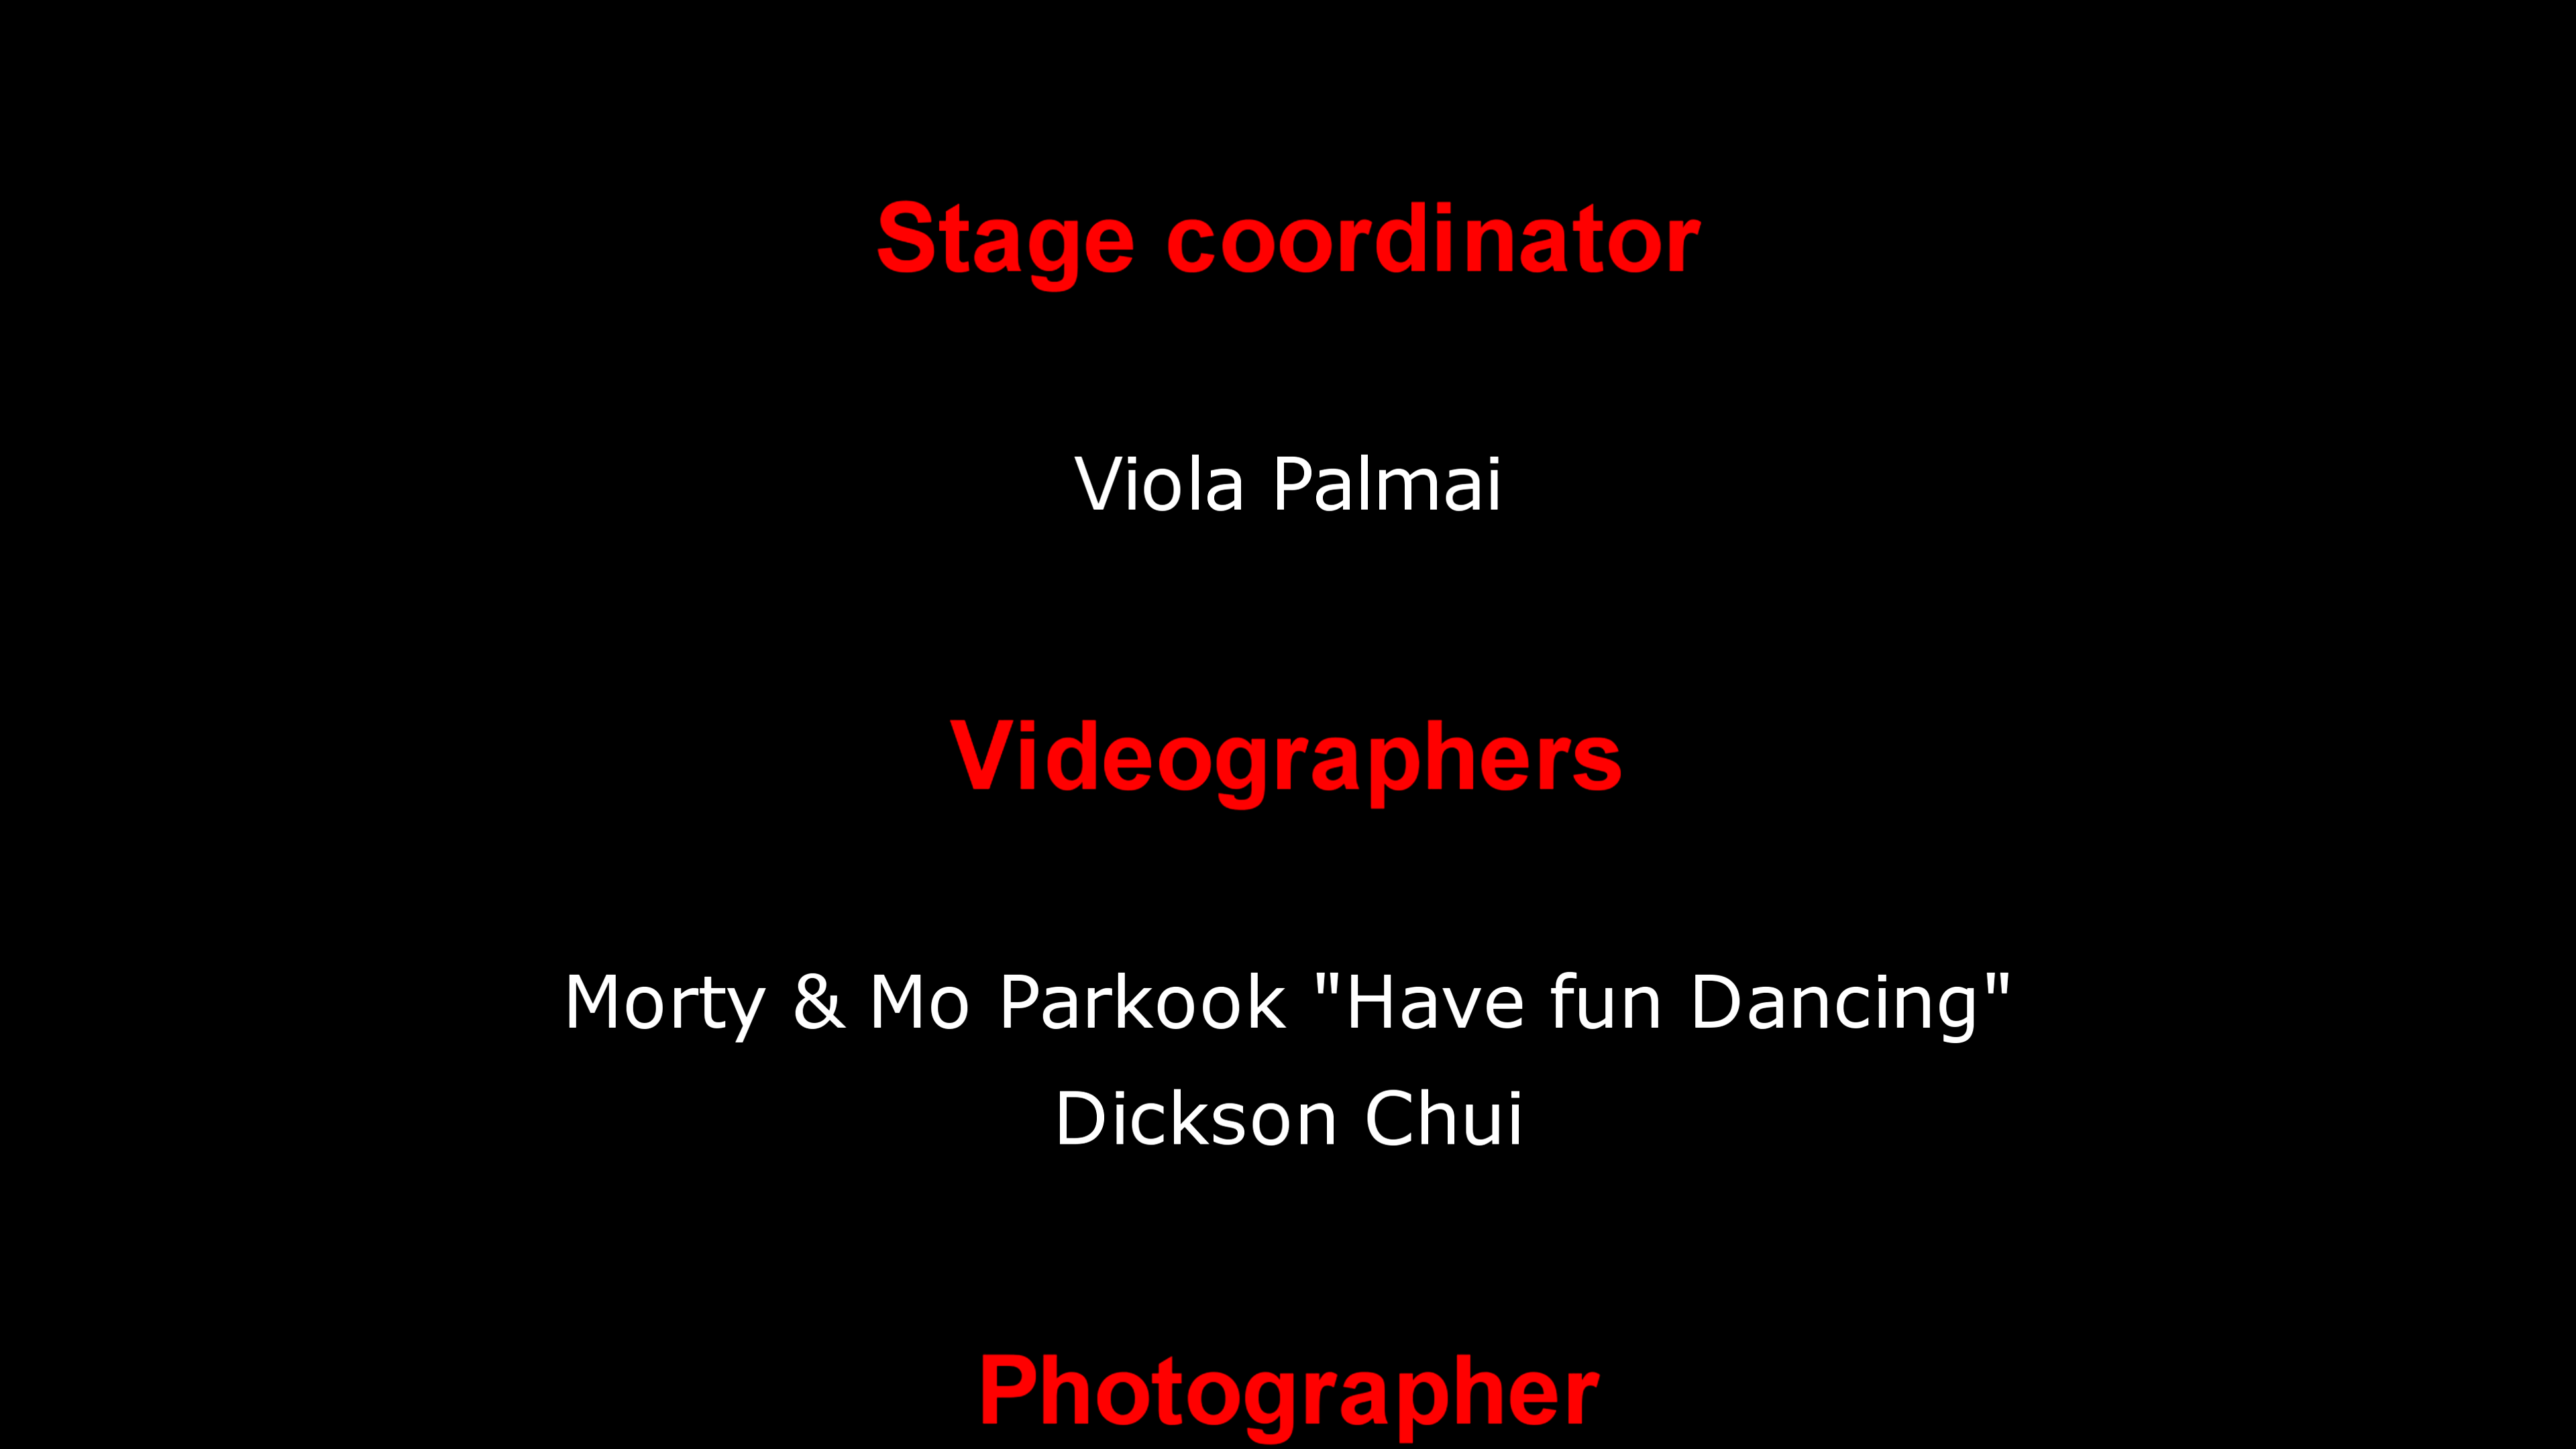 Stage coordinator
Viola Palmai
Videographers
Morty & Mo Parkook "Have fun Dancing"
Dickson Chui
Photographer